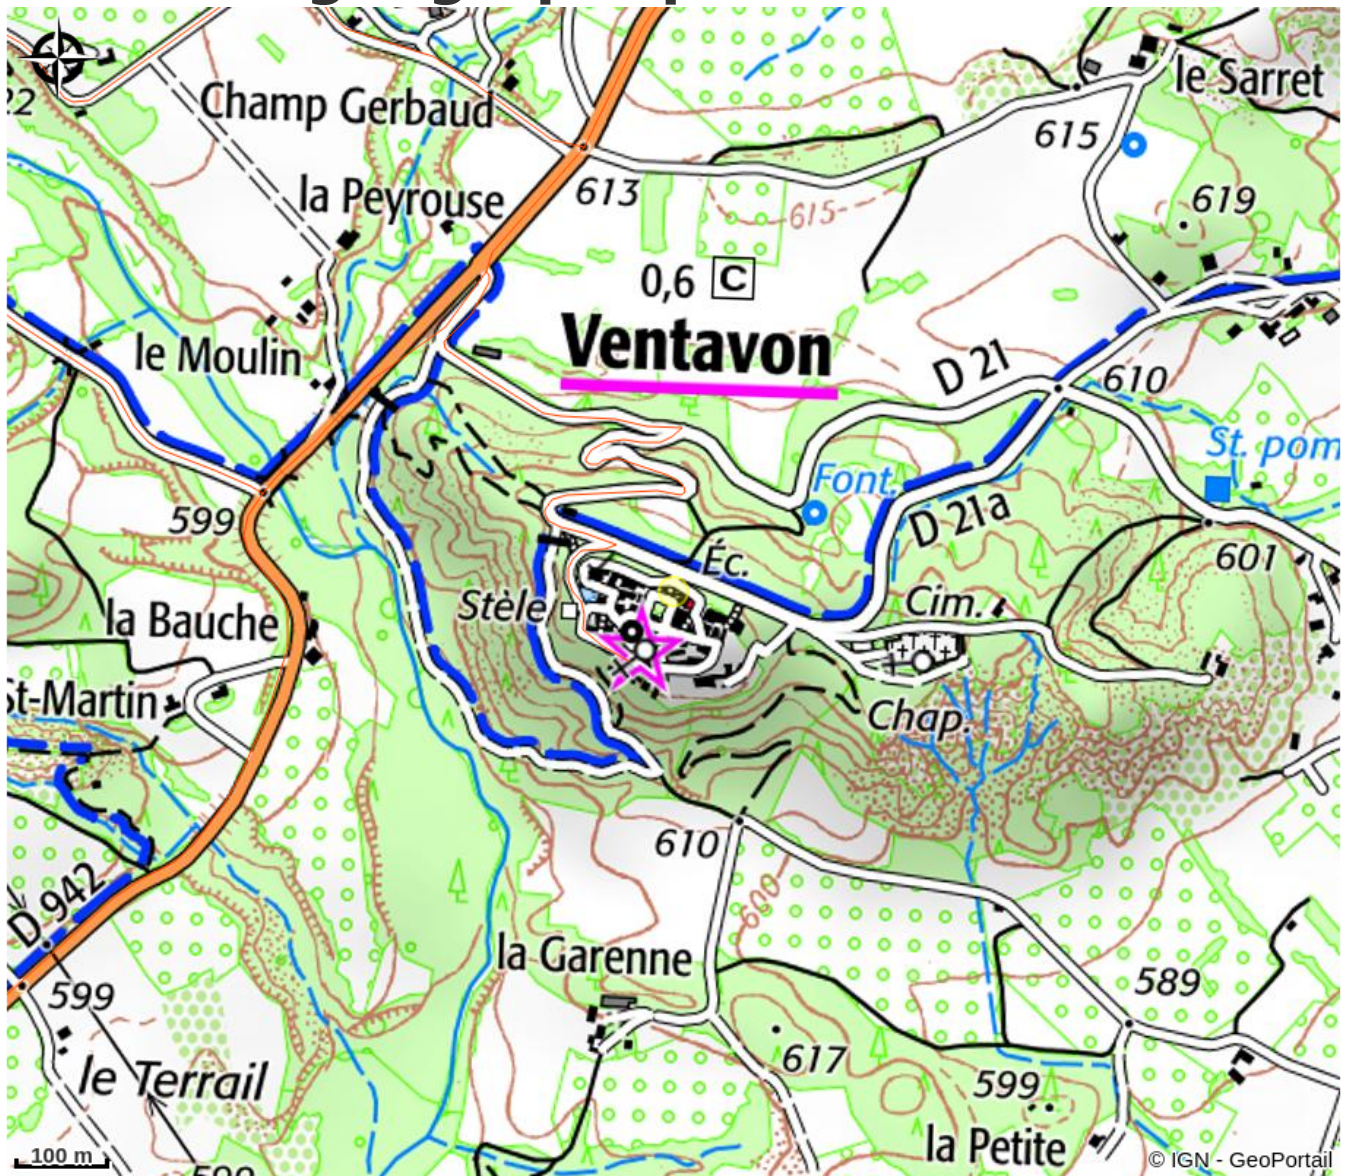 22
Champ Gerbaud
le Sarret
615
la Peyrouse
613
619
615
0,6 C
le Moulin
Ventavon
D 21
610
St. pom
Font.
599
D 21a
601
Éc.
Stèle
Cim.
la Bauche
St-Martin
Chap.
610
D 942
600
la Garenne
589
599
617
le Terrail
599
la Petite
100 m
© IGN - GeoPortail